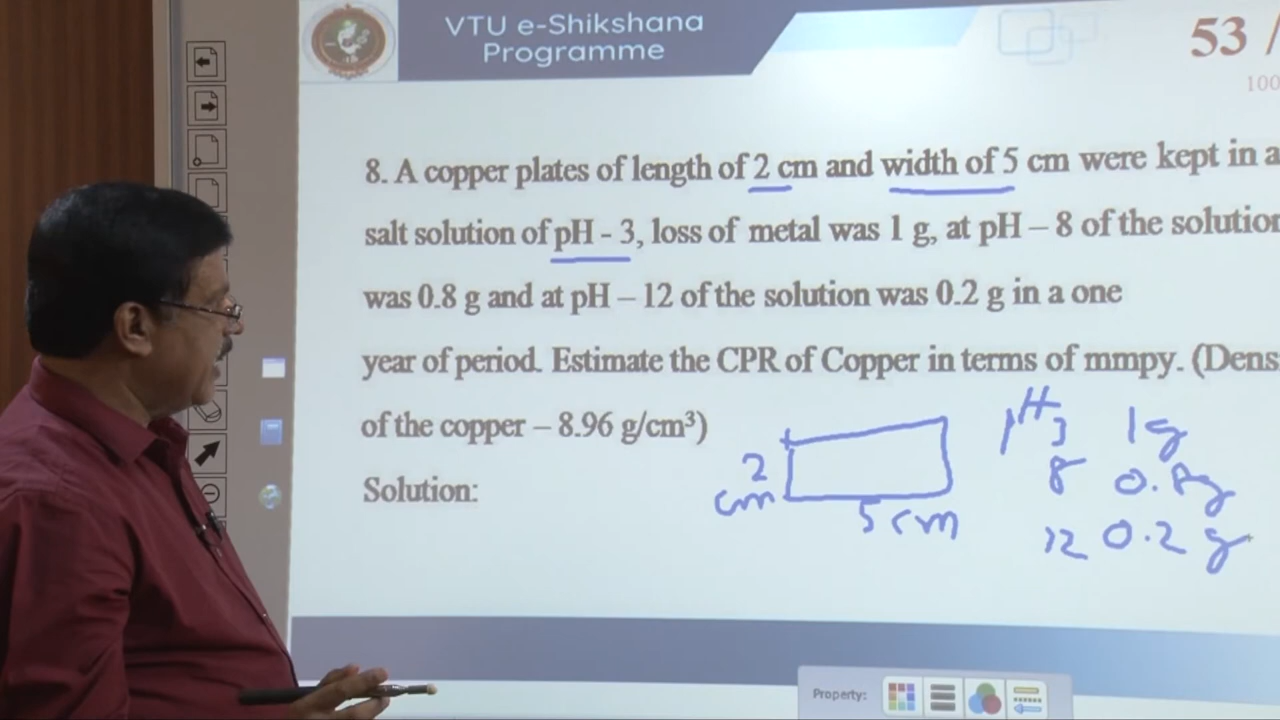 VTU e-Shikshana
Programme
53 /
100
8. A copper plates of length of 2 cm and width of 5 cm were kept in a
salt solution of pH - 3, loss of metal was 1 g, at pH – 8 of the solution
was 0.8 g and at pH – 12 of the solution was 0.2 g in a one
year of period. Estimate the CPR of Copper in terms of mmpy. (Dens
of the copper – 8.96 g/cm³)
Solution:
2
cm
5 cm
pH
3 1g
8 0.8g
12 0.2 g
Property: